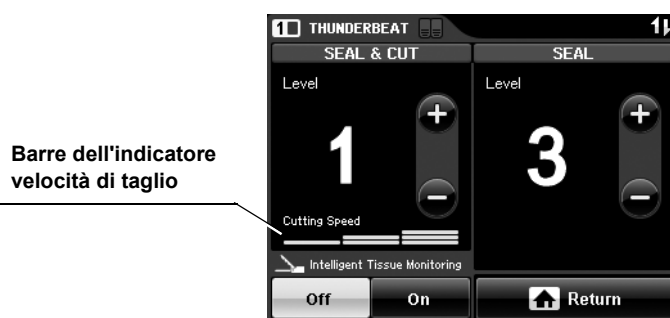 1 THUNDERBEAT
SEAL & CUT
SEAL
Level
Level
1
3
+
+
-
-
Barre dell'indicatore
velocità di taglio
Cutting Speed
Intelligent Tissue Monitoring
Off
On
Return